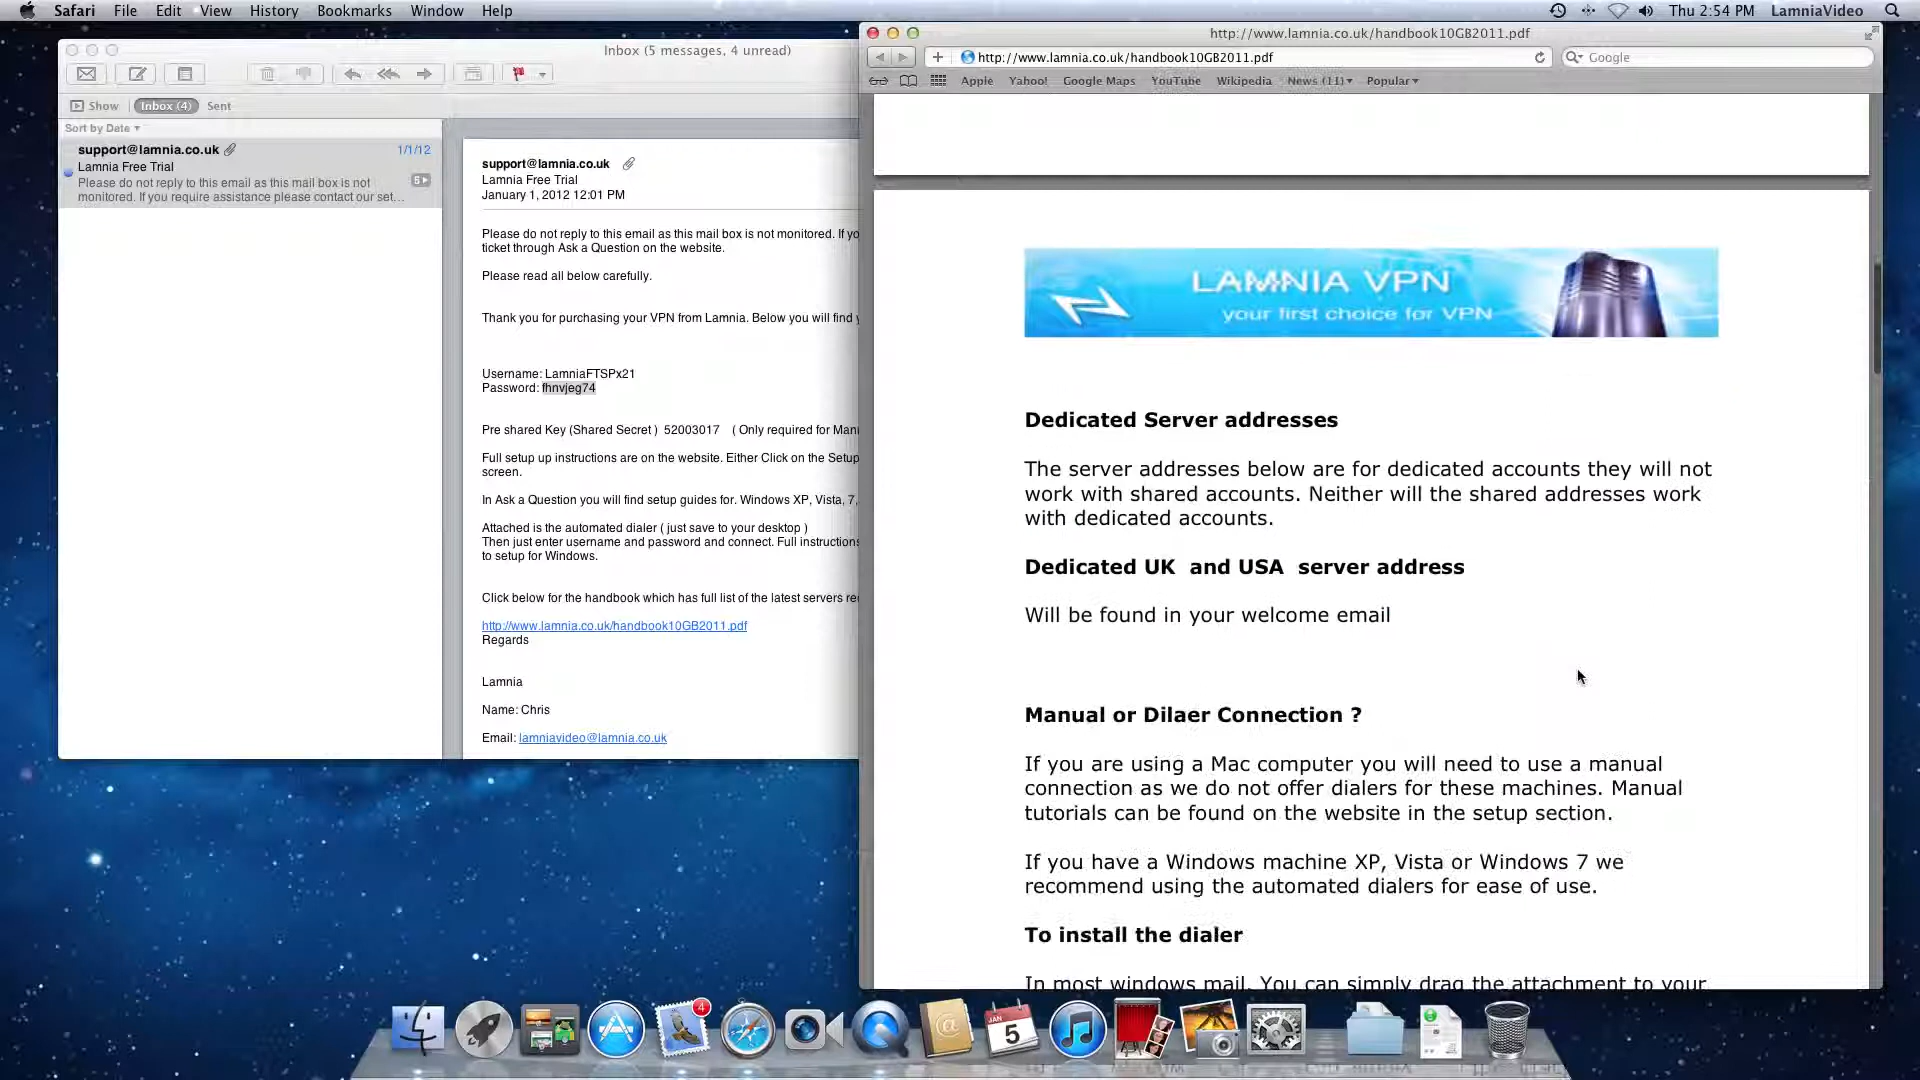 Safari File Edit View History Bookmarks Window Help
Thu 2:54 PM LamniaVideo
Inbox (5 messages, 4 unread)
Show Inbox (4) Sent
Sort by Date
support@lamnia.co.uk 1/1/12
Lamnia Free Trial
Please do not reply to this email as this mail box is not 5
monitored. If you require assistance please contact our set...
support@lamnia.co.uk
Lamnia Free Trial
January 1, 2012 12:01 PM
Please do not reply to this email as this mail box is not monitored. If yo
ticket through Ask a Question on the website.
Please read all below carefully.
Thank you for purchasing your VPN from Lamnia. Below you will find y
Username: LamniaFTSPx21
Password: fhnvjeg74
Pre shared Key (Shared Secret ) 52003017 ( Only required for Man
Full setup up instructions are on the website. Either Click on the Setup
screen.
In Ask a Question you will find setup guides for. Windows XP, Vista, 7,
Attached is the automated dialer ( just save to your desktop )
Then just enter username and password and connect. Full instructions
to setup for Windows.
Click below for the handbook which has full list of the latest servers re
http://www.lamnia.co.uk/handbook10GB2011.pdf
Regards
Lamnia
Name: Chris
Email: lamniavideo@lamnia.co.uk
http://www.lamnia.co.uk/handbook10GB2011.pdf
http://www.lamnia.co.uk/handbook10GB2011.pdf Google
Apple Yahoo! Google Maps YouTube Wikipedia News (11) Popular
LAMNIA VPN
your first choice for VPN
Dedicated Server addresses
The server addresses below are for dedicated accounts they will not
work with shared accounts. Neither will the shared addresses work
with dedicated accounts.
Dedicated UK and USA server address
Will be found in your welcome email
Manual or Dilaer Connection ?
If you are using a Mac computer you will need to use a manual
connection as we do not offer dialers for these machines. Manual
tutorials can be found on the website in the setup section.
If you have a Windows machine XP, Vista or Windows 7 we
recommend using the automated dialers for ease of use.
To install the dialer
In most windows mail. You can simply drag the attachment to your
4
JAN
5